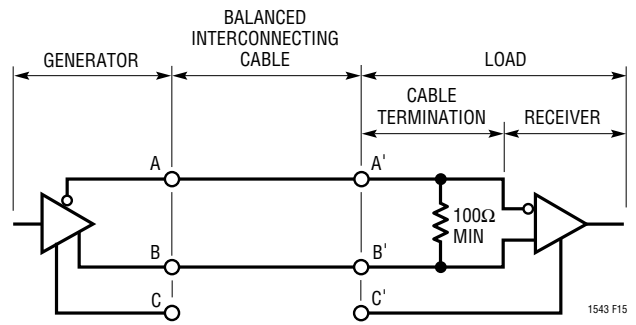 BALANCED
INTERCONNECTING
CABLE
GENERATOR
LOAD
CABLE
TERMINATION
RECEIVER
A
A'
100Ω
MIN
B
B'
C
C'
1543 F15